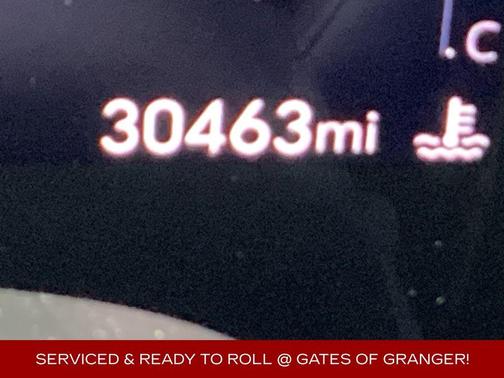 C
30463mi
SERVICED & READY TO ROLL @ GATES OF GRANGER!